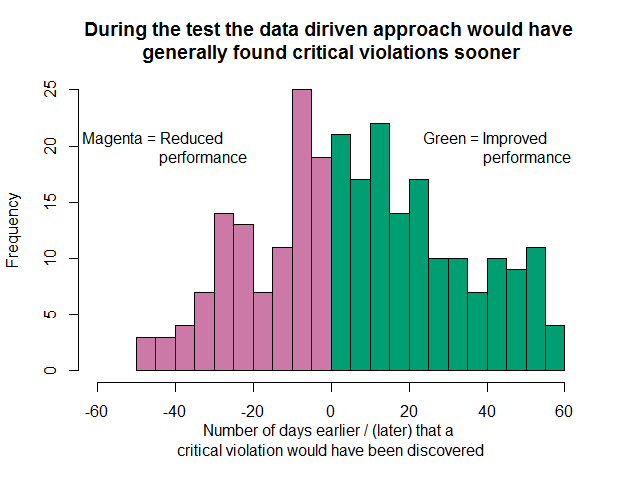 During the test the data diriven approach would have
generally found critical violations sooner
Magenta = Reduced
performance
Green = Improved
performance
Frequency
25
20
15
10
5
0
-60 -40 -20 0 20 40 60
Number of days earlier / (later) that a
critical violation would have been discovered